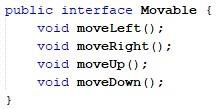 public interface Movable {
    void moveLeft();
    void moveRight();
    void moveUp();
    void moveDown();
}